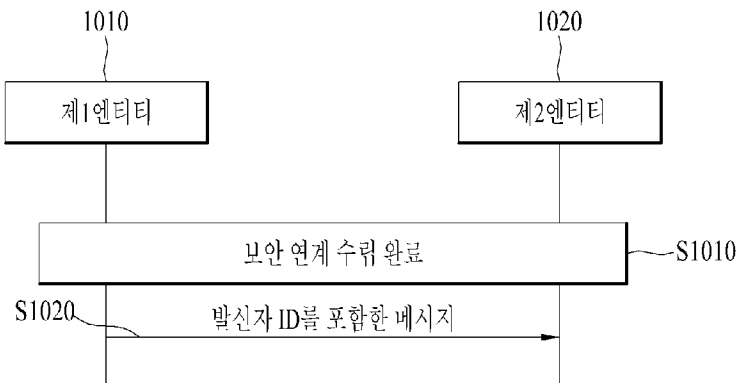 1010
1020
제1엔티티
제2엔티티
보안 연계 수립 완료
S1010
S1020
발신자 ID를 포함한 메시지